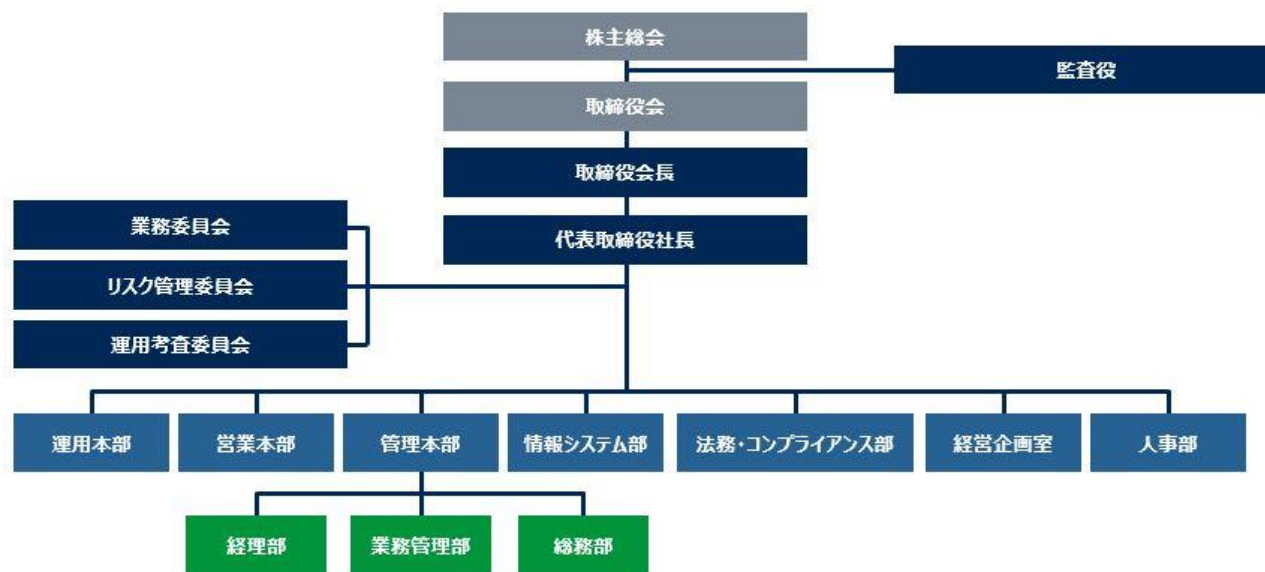 株主総会
監査役
取締役会
取締役会長
業務委員会
代表取締役社長
リスク管理委員会
運用考査委員会
運用本部
営業本部
管理本部
情報システム部
法務・コンプライアンス部
経営企画室
人事部
経理部
業務管理部
総務部